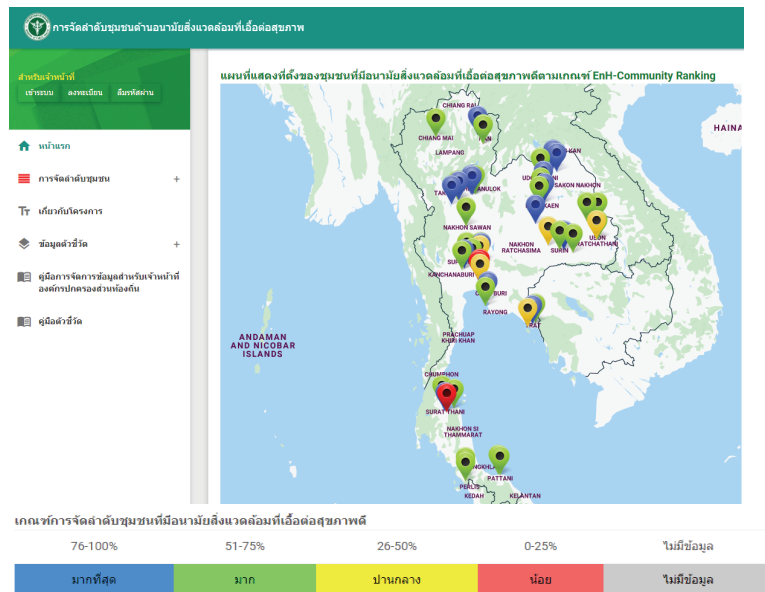 การจัดลำดับชุมชนด้านอนามัยสิ่งแวดล้อมที่เอื้อต่อสุขภาพ
สำหรับเจ้าหน้าที่
เข้าระบบ ลงทะเบียน ลืมรหัสผ่าน
หน้าแรก
การจัดลำดับชุมชน +
เกี่ยวกับโครงการ
ข้อมูลตัวชี้วัด +
คู่มือการจัดการข้อมูลสำหรับเจ้าหน้าที่
องค์กรปกครองส่วนท้องถิ่น
คู่มือตัวชี้วัด
แผนที่แสดงที่ตั้งของชุมชนที่มีอนามัยสิ่งแวดล้อมที่เอื้อต่อสุขภาพดีตามเกณฑ์ EnH-Community Ranking
CHIANG RAI
HAINA
CHIANG MAI
LAMPANG
SAKON NAKHON
NAKHON SAWAN
NAKHON
RATCHASIMA
SURIN
UBON
RATCHATHANI
KANCHANABURI
RAYONG
PRACHUAP
KHIRI KHAN
ANDAMAN
AND NICOBAR
ISLANDS
CHUMPHON
SURAT THANI
NAKHON SI
THAMMARAT
PATTANI
PERLIS
KEDAH
KELANTAN
เกณฑ์การจัดลำดับชุมชนที่มีอนามัยสิ่งแวดล้อมที่เอื้อต่อสุขภาพดี
76-100% 51-75% 26-50% 0-25% ไม่มีข้อมูล
มากที่สุด มาก ปานกลาง น้อย ไม่มีข้อมูล